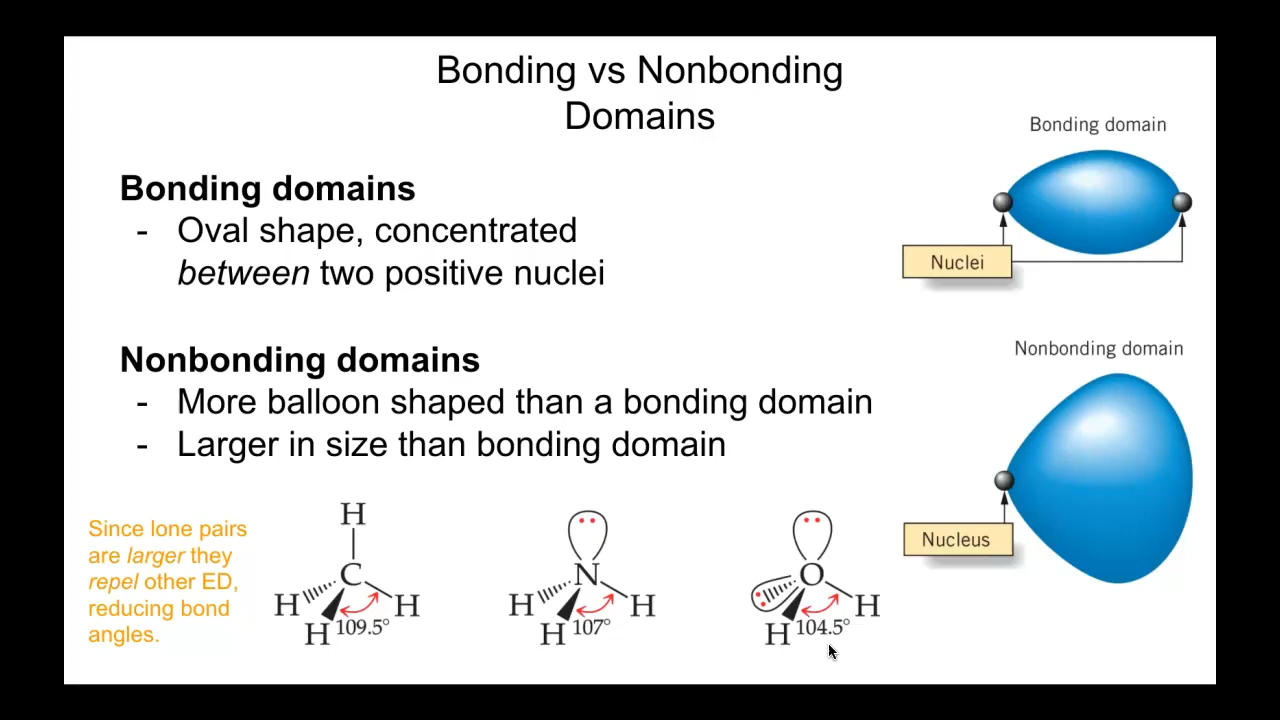 Bonding vs Nonbonding
Domains
Bonding domains
- Oval shape, concentrated
between two positive nuclei
Nonbonding domains
- More balloon shaped than a bonding domain
- Larger in size than bonding domain
Since lone pairs
are larger they
repel other ED,
reducing bond
angles.
H
C
H
H
H
109.5°
N
H
H
H
107°
O
H
H
104.5°
Bonding domain
Nuclei
Nonbonding domain
Nucleus